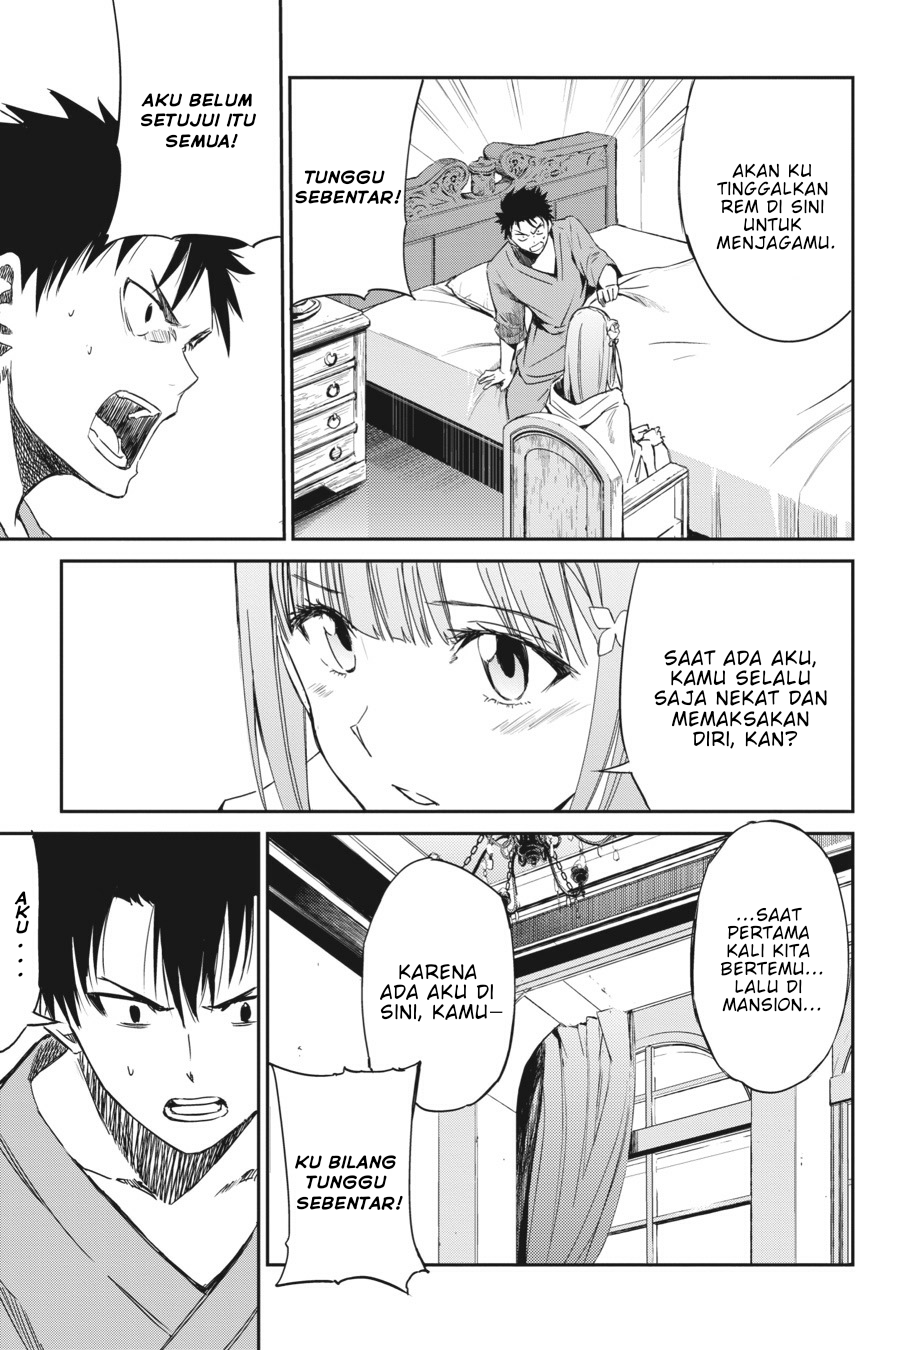 AKAN KU
TINGGALKAN
REM DI SINI
UNTUK
MENJAGAMU.
TUNGGU
SEBENTAR!
AKU BELUM
SETUJUI ITU
SEMUA!
SAAT ADA AKU,
KAMU SELALU
SAJA NEKAT DAN
MEMAKSAKAN
DIRI, KAN?
...SAAT
PERTAMA
KALI KITA
BERTEMU...
LALU DI
MANSION...
KARENA
ADA AKU DI
SINI, KAMU–
KU BILANG
TUNGGU
SEBENTAR!
AKU....